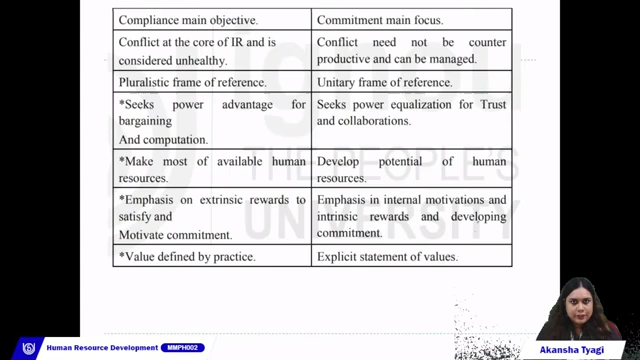 Compliance main objective. Commitment main focus.
Conflict at the core of IR and is Conflict need not be counter
considered unhealthy. productive and can be managed.
Pluralistic frame of reference. Unitary frame of reference.
*Seeks power advantage for Seeks power equalization for Trust
bargaining and collaborations.
And computation.
*Make most of available human Develop potential of human
resources. resources.
*Emphasis on extrinsic rewards to Emphasis in internal motivations and
satisfy and intrinsic rewards and developing
Motivate commitment. commitment.
*Value defined by practice. Explicit statement of values.
ignou
THE PEOPLE'S
UNIVERSITY
Human Resource Development MMPH002
Akansha Tyagi